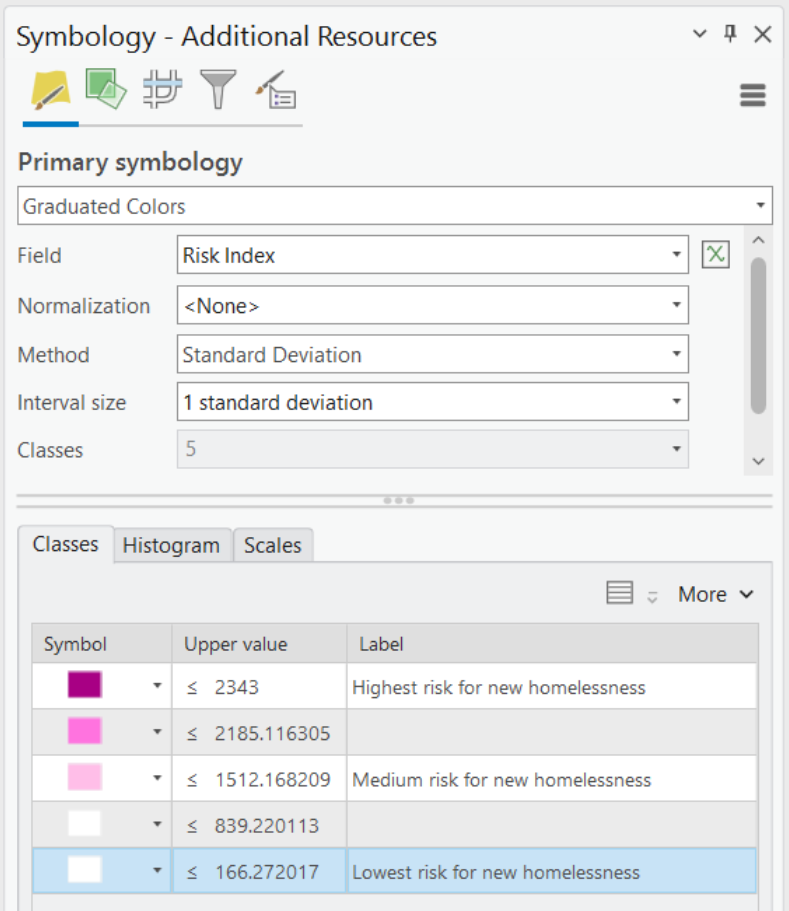 Symbology - Additional Resources
Primary symbology
Graduated Colors
Field Risk Index
Normalization <None>
Method Standard Deviation
Interval size 1 standard deviation
Classes 5
Classes Histogram Scales
More
Symbol Upper value Label
≤ 2343 Highest risk for new homelessness
≤ 2185.116305
≤ 1512.168209 Medium risk for new homelessness
≤ 839.220113
≤ 166.272017 Lowest risk for new homelessness